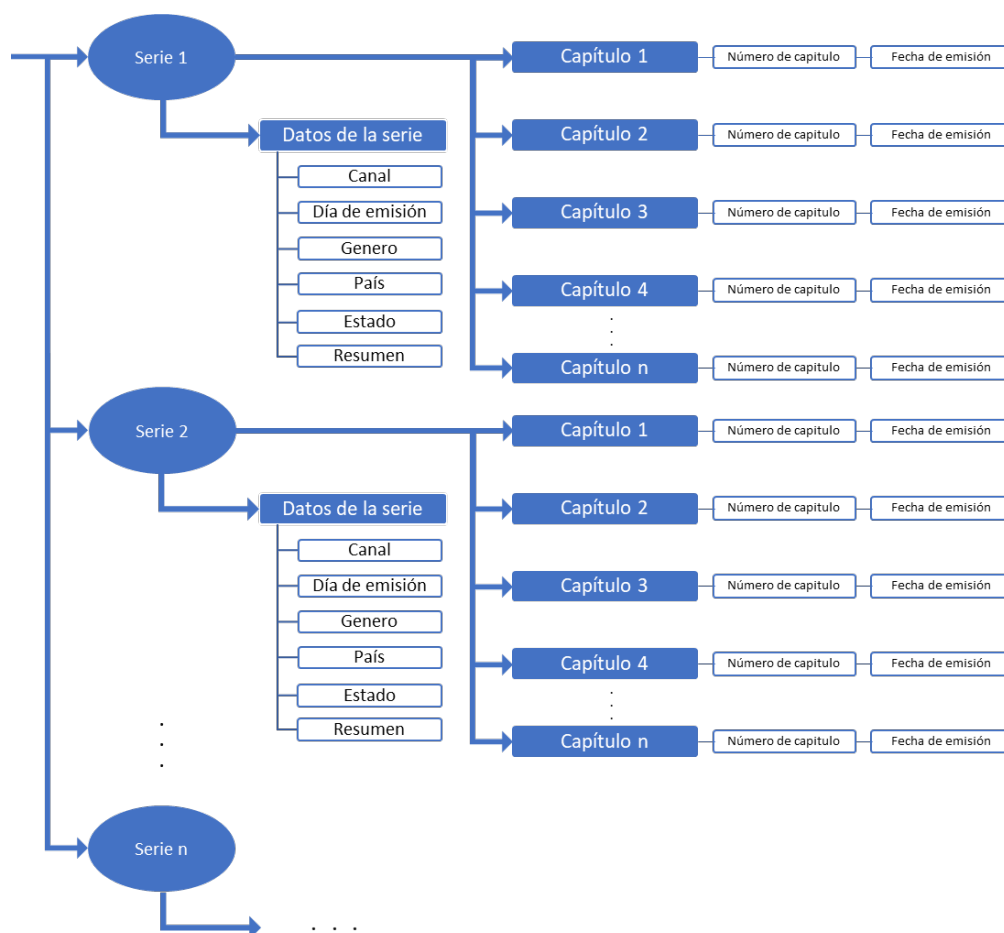 Serie 1
Capítulo 1 Número de capitulo Fecha de emisión
Datos de la serie
Capítulo 2 Número de capitulo Fecha de emisión
Canal
Día de emisión
Capítulo 3 Número de capitulo Fecha de emisión
Genero
País
Capítulo 4 Número de capitulo Fecha de emisión
Estado
. . .
Resumen
Capítulo n Número de capitulo Fecha de emisión
Serie 2
Capítulo 1 Número de capitulo Fecha de emisión
Datos de la serie
Capítulo 2 Número de capitulo Fecha de emisión
Canal
Día de emisión
Capítulo 3 Número de capitulo Fecha de emisión
Genero
País
Capítulo 4 Número de capitulo Fecha de emisión
Estado
. . .
Resumen
Capítulo n Número de capitulo Fecha de emisión
. . .
Serie n
. . .